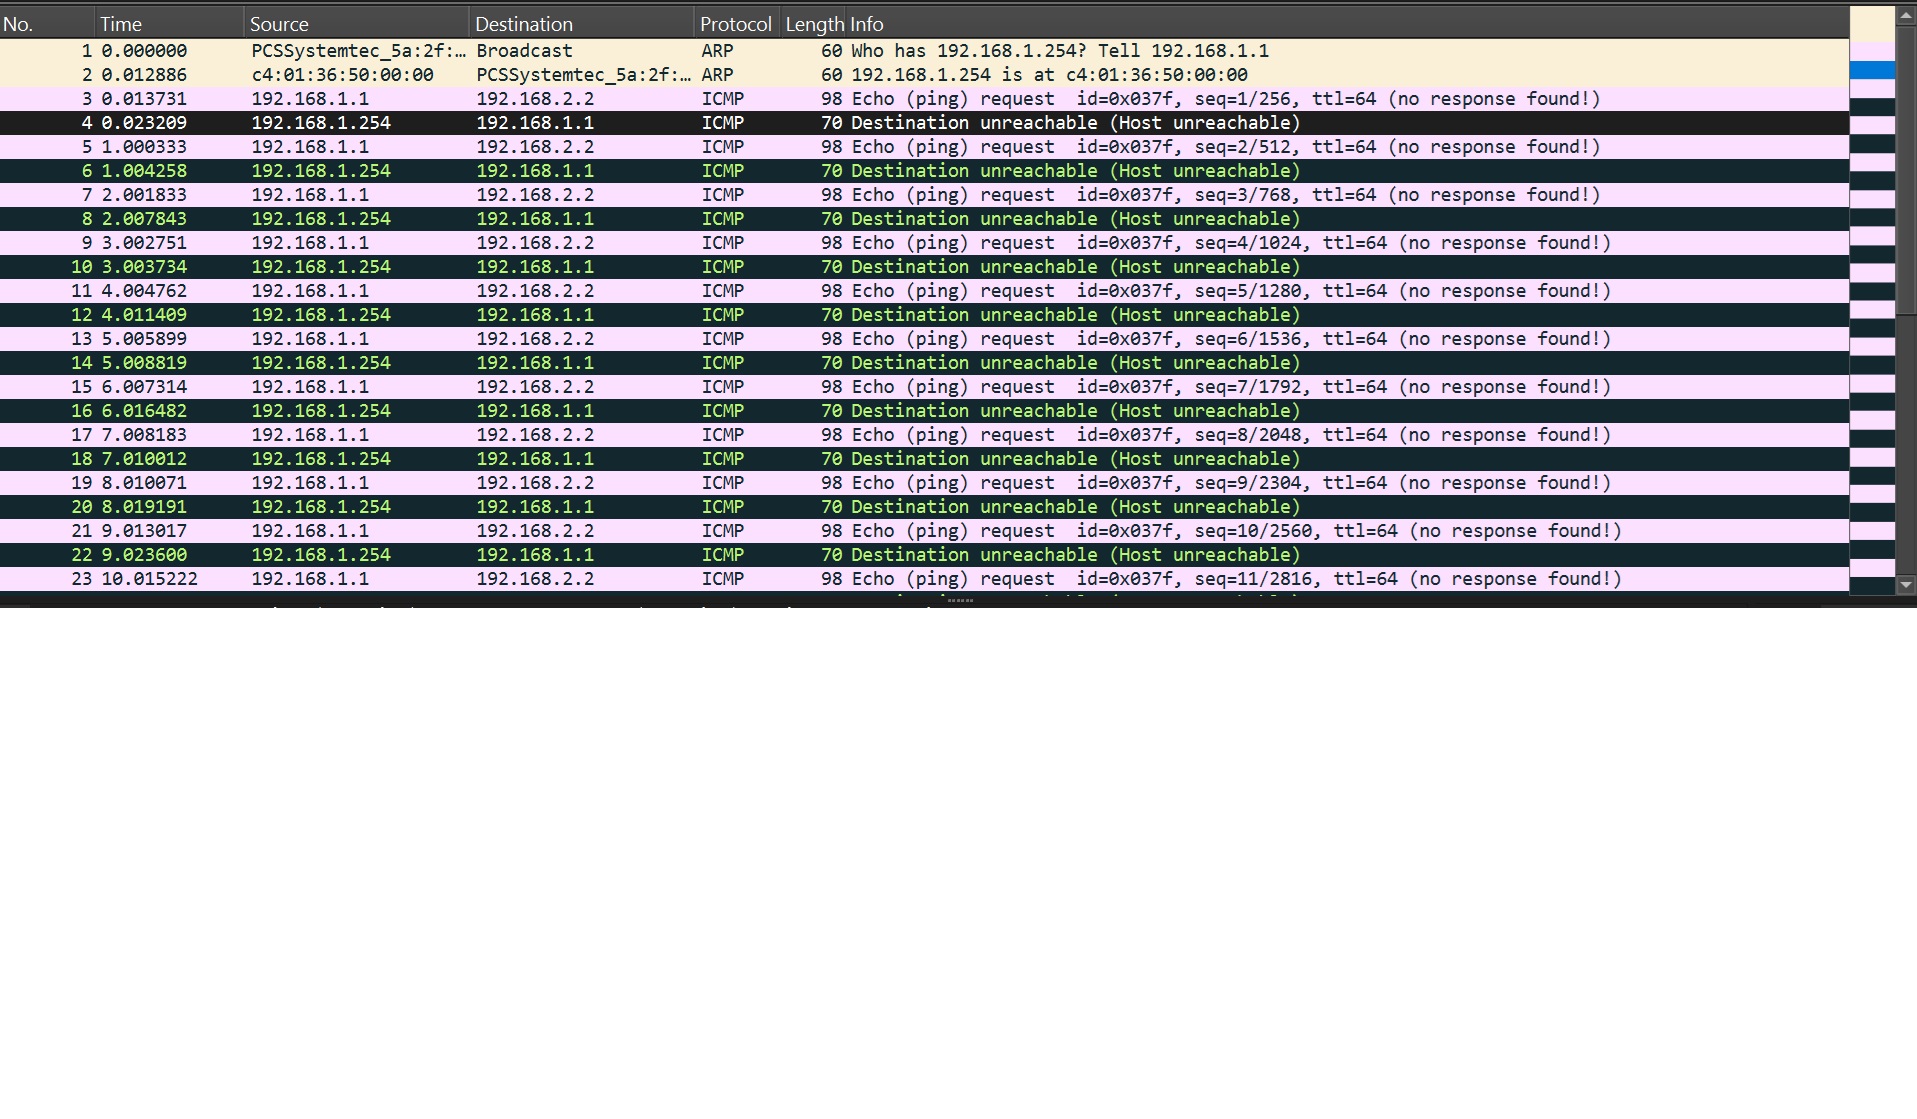 No. Time Source Destination Protocol Length Info
1 0.000000 PCSSystemtec_5a:2f:… Broadcast ARP 60 Who has 192.168.1.254? Tell 192.168.1.1
2 0.012886 c4:01:36:50:00:00 PCSSystemtec_5a:2f:… ARP 60 192.168.1.254 is at c4:01:36:50:00:00
3 0.013731 192.168.1.1 192.168.2.2 ICMP 98 Echo (ping) request id=0x037f, seq=1/256, ttl=64 (no response found!)
4 0.023209 192.168.1.254 192.168.1.1 ICMP 70 Destination unreachable (Host unreachable)
5 1.000333 192.168.1.1 192.168.2.2 ICMP 98 Echo (ping) request id=0x037f, seq=2/512, ttl=64 (no response found!)
6 1.004258 192.168.1.254 192.168.1.1 ICMP 70 Destination unreachable (Host unreachable)
7 2.001833 192.168.1.1 192.168.2.2 ICMP 98 Echo (ping) request id=0x037f, seq=3/768, ttl=64 (no response found!)
8 2.007843 192.168.1.254 192.168.1.1 ICMP 70 Destination unreachable (Host unreachable)
9 3.002751 192.168.1.1 192.168.2.2 ICMP 98 Echo (ping) request id=0x037f, seq=4/1024, ttl=64 (no response found!)
10 3.003734 192.168.1.254 192.168.1.1 ICMP 70 Destination unreachable (Host unreachable)
11 4.004762 192.168.1.1 192.168.2.2 ICMP 98 Echo (ping) request id=0x037f, seq=5/1280, ttl=64 (no response found!)
12 4.011409 192.168.1.254 192.168.1.1 ICMP 70 Destination unreachable (Host unreachable)
13 5.005899 192.168.1.1 192.168.2.2 ICMP 98 Echo (ping) request id=0x037f, seq=6/1536, ttl=64 (no response found!)
14 5.008819 192.168.1.254 192.168.1.1 ICMP 70 Destination unreachable (Host unreachable)
15 6.007314 192.168.1.1 192.168.2.2 ICMP 98 Echo (ping) request id=0x037f, seq=7/1792, ttl=64 (no response found!)
16 6.016482 192.168.1.254 192.168.1.1 ICMP 70 Destination unreachable (Host unreachable)
17 7.008183 192.168.1.1 192.168.2.2 ICMP 98 Echo (ping) request id=0x037f, seq=8/2048, ttl=64 (no response found!)
18 7.010012 192.168.1.254 192.168.1.1 ICMP 70 Destination unreachable (Host unreachable)
19 8.010071 192.168.1.1 192.168.2.2 ICMP 98 Echo (ping) request id=0x037f, seq=9/2304, ttl=64 (no response found!)
20 8.019191 192.168.1.254 192.168.1.1 ICMP 70 Destination unreachable (Host unreachable)
21 9.013017 192.168.1.1 192.168.2.2 ICMP 98 Echo (ping) request id=0x037f, seq=10/2560, ttl=64 (no response found!)
22 9.023600 192.168.1.254 192.168.1.1 ICMP 70 Destination unreachable (Host unreachable)
23 10.015222 192.168.1.1 192.168.2.2 ICMP 98 Echo (ping) request id=0x037f, seq=11/2816, ttl=64 (no response found!)